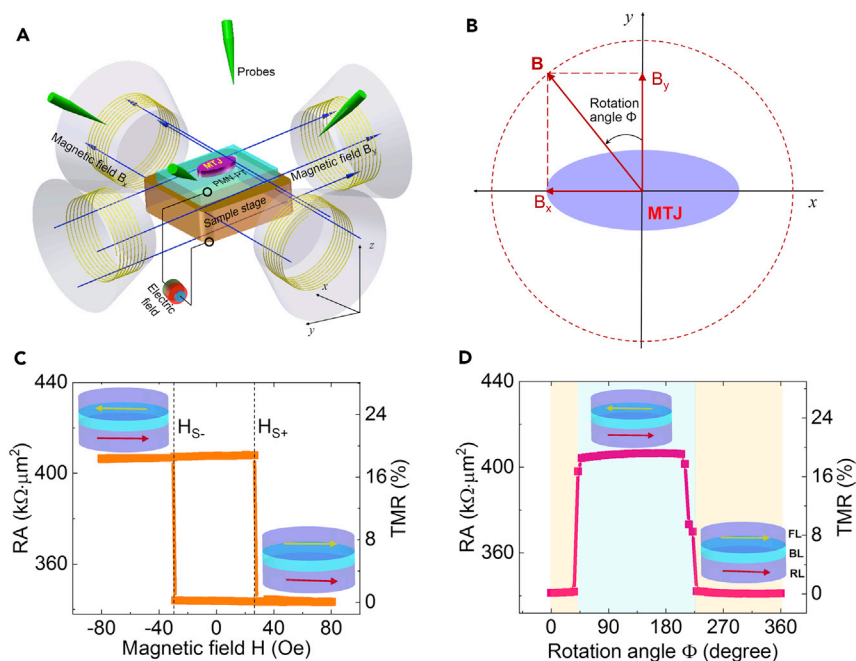 A
Probes
Magnetic field Bx
MTJ
PMN-PT
Magnetic field By
Sample stage
Electric
field
x
y
z
B
y
B
By
Rotation
angle Φ
Bx
MTJ
x
C
440
400
360
RA (kΩ·μm²)
HS-
HS+
24
16
8
0
TMR (%)
-80 -40 0 40 80
Magnetic field H (Oe)
D
440
400
360
RA (kΩ·μm²)
FL
BL
RL
24
16
8
0
TMR (%)
0 90 180 270 360
Rotation angle Φ (degree)